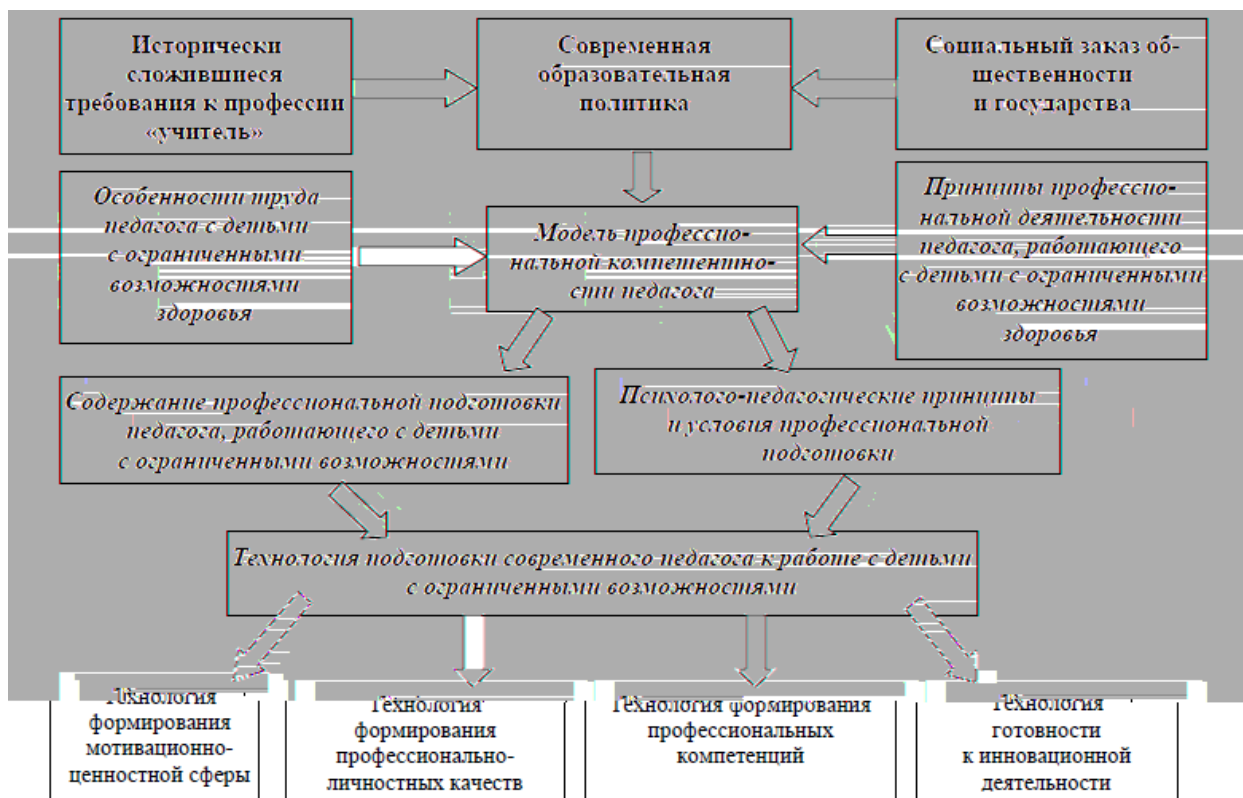 Исторически
сложившиеся
требования к профессии
«учитель»
Современная
образовательная
политика
Социальный заказ об-
щественности
и государства
Особенности труда
педагога с детьми
с ограниченными
возможностями
здоровья
Модель профессио-
нальной компетентно-
сти педагога
Принципы профессио-
нальной деятельности
педагога, работающего
с детьми с ограниченными
возможностями
здоровья
Содержание профессиональной подготовки
педагога, работающего с детьми
с ограниченными возможностями
Психолого-педагогические принципы
и условия профессиональной
подготовки
Технология подготовки современного педагога к работе с детьми
с ограниченными возможностями
Технология
формирования
мотивационно-
ценностной сферы
Технология
формирования
профессионально-
личностных качеств
Технология формирования
профессиональных
компетенций
Технология
готовности
к инновационной
деятельности